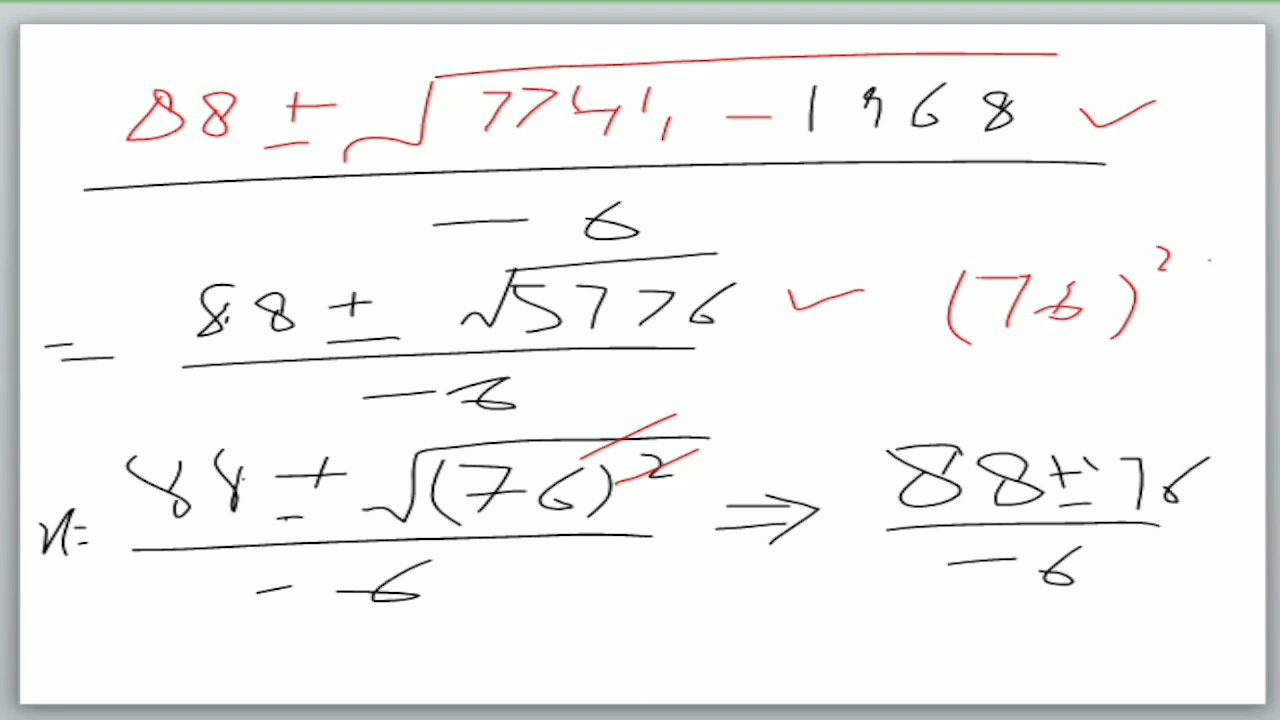 88 ± √7744 - 1968 ✓
- 6
= 88 ± √5776 ✓ (76)²
- 6
x = 88 ± √(76)² ⇒ 88 ± 76
- 6 - 6